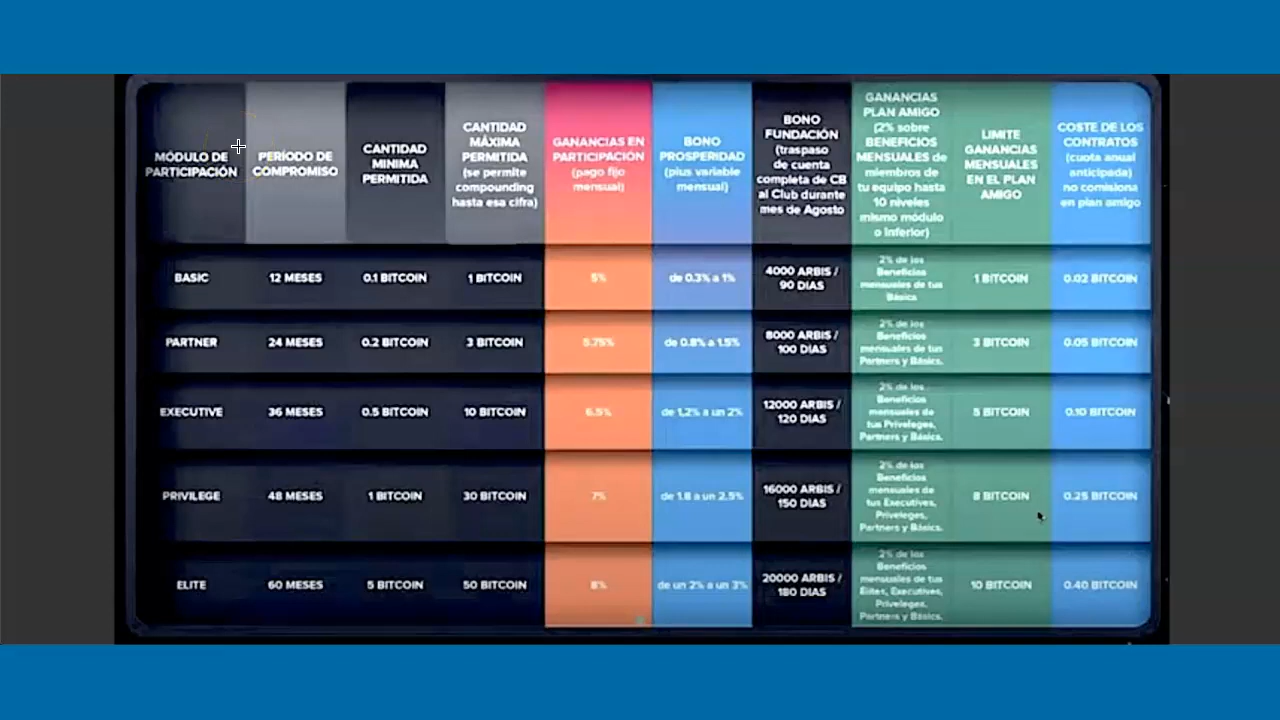 MÓDULO DE
PARTICIPACIÓN
PERÍODO DE
COMPROMISO
CANTIDAD
MINIMA
PERMITIDA
CANTIDAD
MÁXIMA
PERMITIDA
(se permite
compounding
hasta esa cifra)
GANANCIAS EN
PARTICIPACIÓN
(pago fijo
mensual)
BONO
PROSPERIDAD
(plus variable
mensual)
BONO
FUNDACIÓN
(traspaso
de cuenta
completa de CB
al Club durante
mes de Agosto
GANANCIAS
PLAN AMIGO
(2% sobre
BENEFICIOS
MENSUALES de
miembros de
tu equipo hasta
10 niveles
mismo módulo
o inferior)
LIMITE
GANANCIAS
MENSUALES
EN EL PLAN
AMIGO
COSTE DE LOS
CONTRATOS
(cuota anual
anticipada)
no comisiona
en plan amigo
BASIC
12 MESES
0.1 BITCOIN
1 BITCOIN
5%
de 0.3% a 1%
4000 ARBIS /
90 DIAS
2% de los
Beneficios
mensuales de tus
Básics
1 BITCOIN
0.02 BITCOIN
PARTNER
24 MESES
0.2 BITCOIN
3 BITCOIN
5.75%
de 0.8% a 1.5%
8000 ARBIS /
100 DIAS
2% de los
Beneficios
mensuales de tus
Partners y Básics.
3 BITCOIN
0.05 BITCOIN
EXECUTIVE
36 MESES
0.5 BITCOIN
10 BITCOIN
6.5%
de 1,2% a un 2%
12000 ARBIS /
120 DIAS
2% de los
Beneficios
mensuales de
tus Priveleges,
Partners y Básics.
5 BITCOIN
0.10 BITCOIN
PRIVILEGE
48 MESES
1 BITCOIN
30 BITCOIN
7%
de 1.8 a un 2.5%
16000 ARBIS /
150 DIAS
2% de los
Beneficios
mensuales de
tus Executives,
Priveleges,
Partners y Básics.
8 BITCOIN
0.25 BITCOIN
ELITE
60 MESES
5 BITCOIN
50 BITCOIN
8%
de un 2% a un 3%
20000 ARBIS /
180 DIAS
2% de los
Beneficios
mensuales de tus
Elites, Executives,
Priveleges,
Partners y Básics.
10 BITCOIN
0.40 BITCOIN